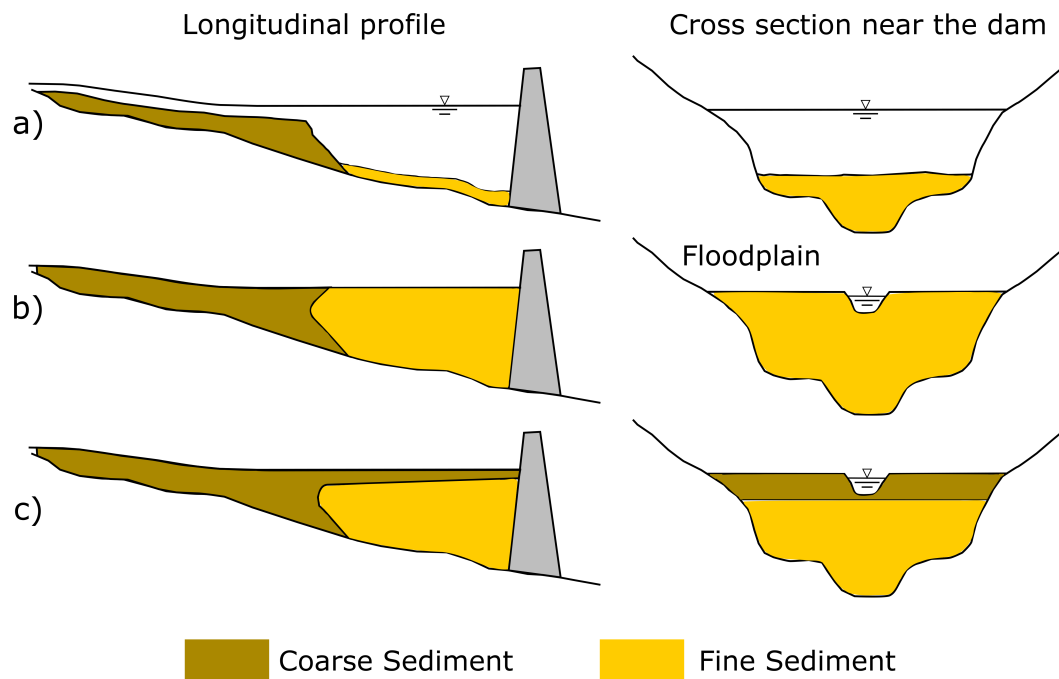 Longitudinal profile
Cross section near the dam
a)
Floodplain
b)
c)
Coarse Sediment
Fine Sediment